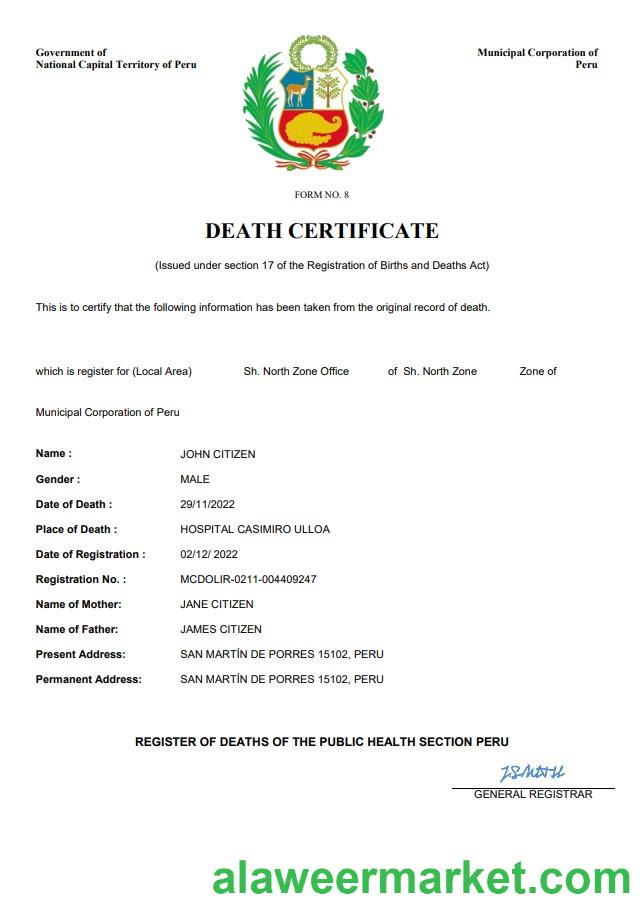 Government of
National Capital Territory of Peru
Municipal Corporation of
Peru
FORM NO. 8
DEATH CERTIFICATE
(Issued under section 17 of the Registration of Births and Deaths Act)
This is to certify that the following information has been taken from the original record of death.
which is register for (Local Area) Sh. North Zone Office of Sh. North Zone Zone of
Municipal Corporation of Peru
Name : JOHN CITIZEN
Gender : MALE
Date of Death : 29/11/2022
Place of Death : HOSPITAL CASIMIRO ULLOA
Date of Registration : 02/12/ 2022
Registration No. : MCDOLIR-0211-004409247
Name of Mother: JANE CITIZEN
Name of Father: JAMES CITIZEN
Present Address: SAN MARTÍN DE PORRES 15102, PERU
Permanent Address: SAN MARTÍN DE PORRES 15102, PERU
REGISTER OF DEATHS OF THE PUBLIC HEALTH SECTION PERU
GENERAL REGISTRAR
alaweermarket.com